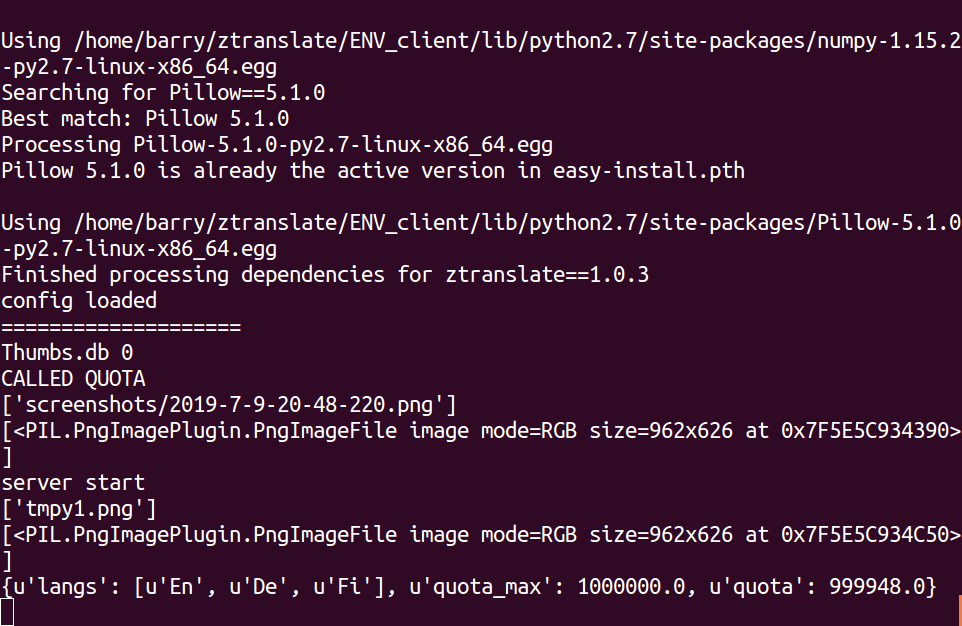 Using /home/barry/ztranslate/ENV_client/lib/python2.7/site-packages/numpy-1.15.2
-py2.7-linux-x86_64.egg
Searching for Pillow==5.1.0
Best match: Pillow 5.1.0
Processing Pillow-5.1.0-py2.7-linux-x86_64.egg
Pillow 5.1.0 is already the active version in easy-install.pth
Using /home/barry/ztranslate/ENV_client/lib/python2.7/site-packages/Pillow-5.1.0
-py2.7-linux-x86_64.egg
Finished processing dependencies for ztranslate==1.0.3
config loaded
====================
Thumbs.db 0
CALLED QUOTA
['screenshots/2019-7-9-20-48-220.png']
[<PIL.PngImagePlugin.PngImageFile image mode=RGB size=962x626 at 0x7F5E5C934390>
]
server start
['tmpy1.png']
[<PIL.PngImagePlugin.PngImageFile image mode=RGB size=962x626 at 0x7F5E5C934C50>
]
{u'langs': [u'En', u'De', u'Fi'], u'quota_max': 1000000.0, u'quota': 999948.0}